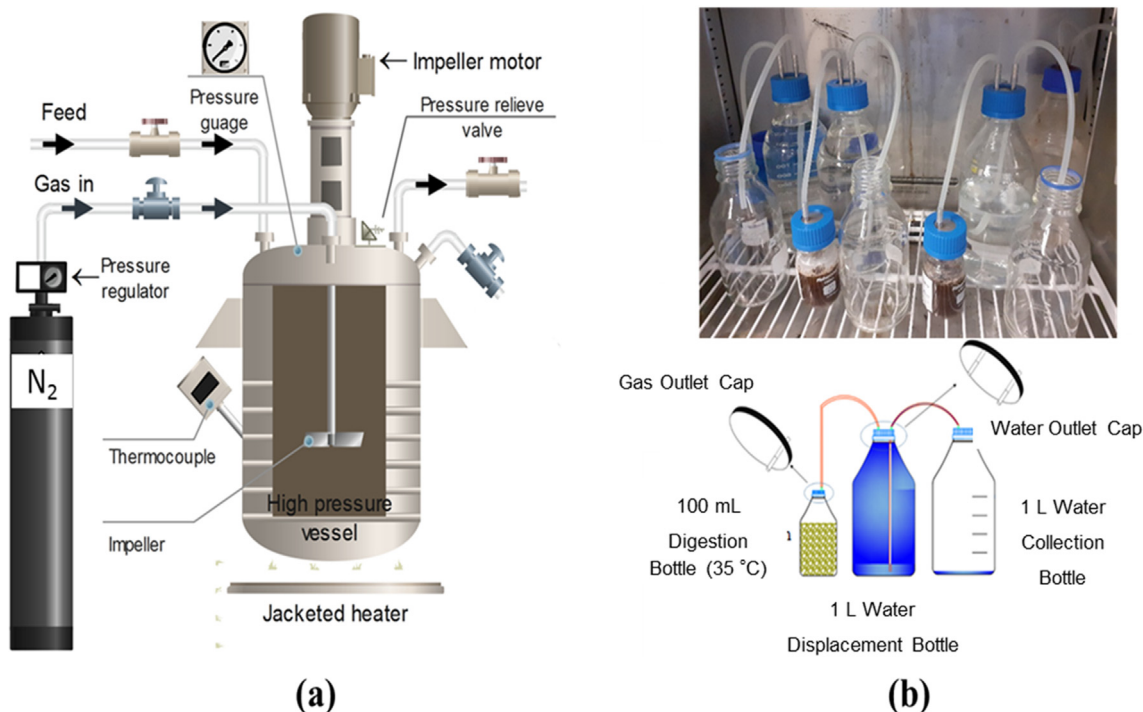 Impeller motor
Pressure
guage
Pressure relieve
valve
Feed
Gas in
Pressure
regulator
N₂
Thermocouple
Impeller
High pressure
vessel
Jacketed heater
(a)
Gas Outlet Cap
Water Outlet Cap
100 mL
Digestion
Bottle (35 °C)
1 L Water
Collection
Bottle
1 L Water
Displacement Bottle
(b)